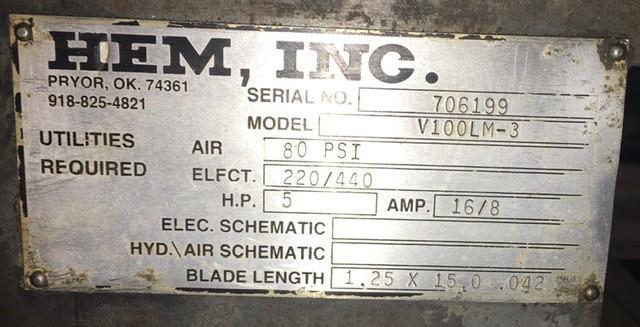 HEM, INC.
PRYOR, OK. 74361
918-825-4821
SERIAL NO. 706199
MODEL V100LM-3
UTILITIES REQUIRED
AIR 80 PSI
ELECT. 220/440
H.P. 5 AMP. 16/8
ELEC. SCHEMATIC
HYD./AIR SCHEMATIC
BLADE LENGTH 1.25 X 15.0 .042